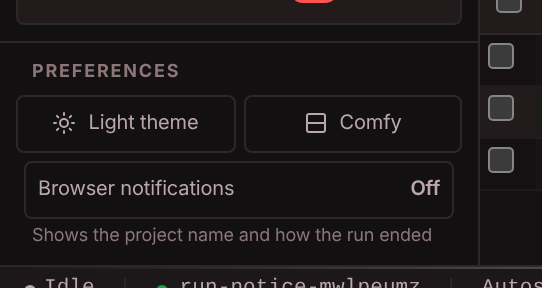 PREFERENCES
Light theme
Comfy
Browser notifications Off
Shows the project name and how the run ended
Idle run-notice-mwlpeumz Autos